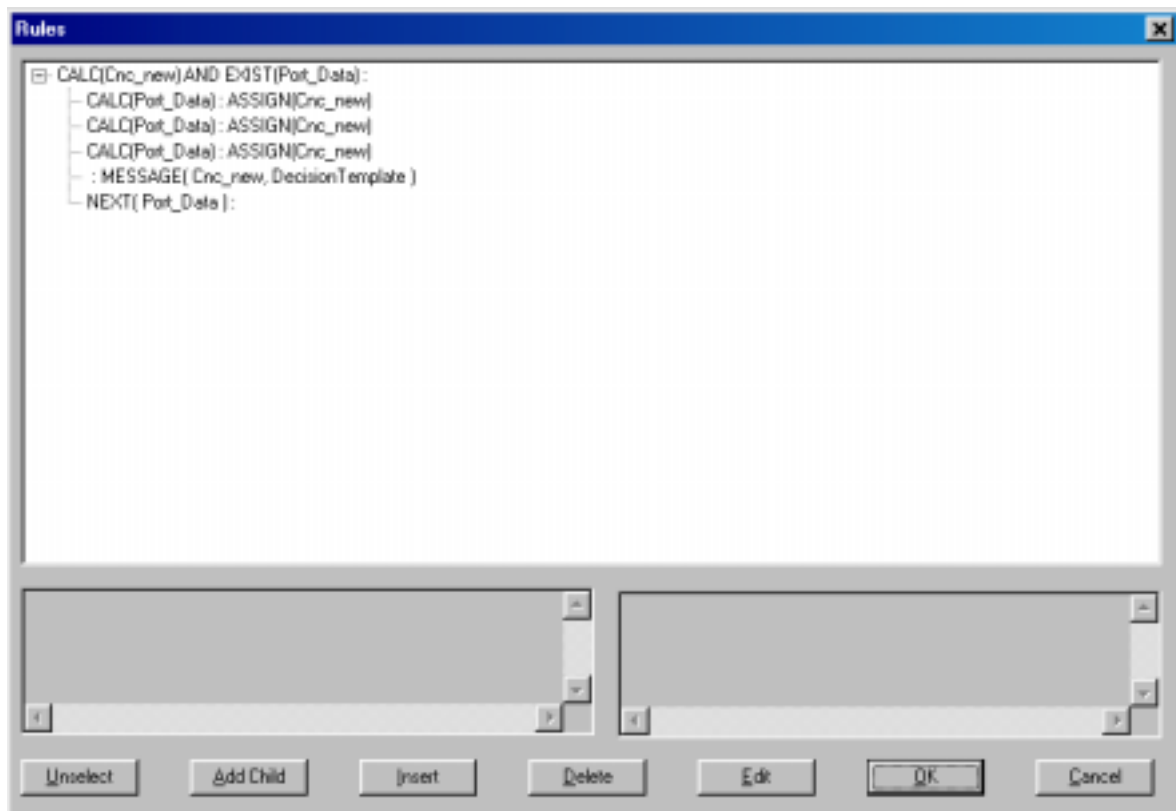 Rules
CALC(Cnc_new) AND EXIST(Port_Data) :
CALC(Port_Data) : ASSIGN(Cnc_new)
CALC(Port_Data) : ASSIGN(Cnc_new)
CALC(Port_Data) : ASSIGN(Cnc_new)
: MESSAGE( Cnc_new, DecisionTemplate )
NEXT( Port_Data ) :
Unselect Add Child Insert Delete Edit OK Cancel